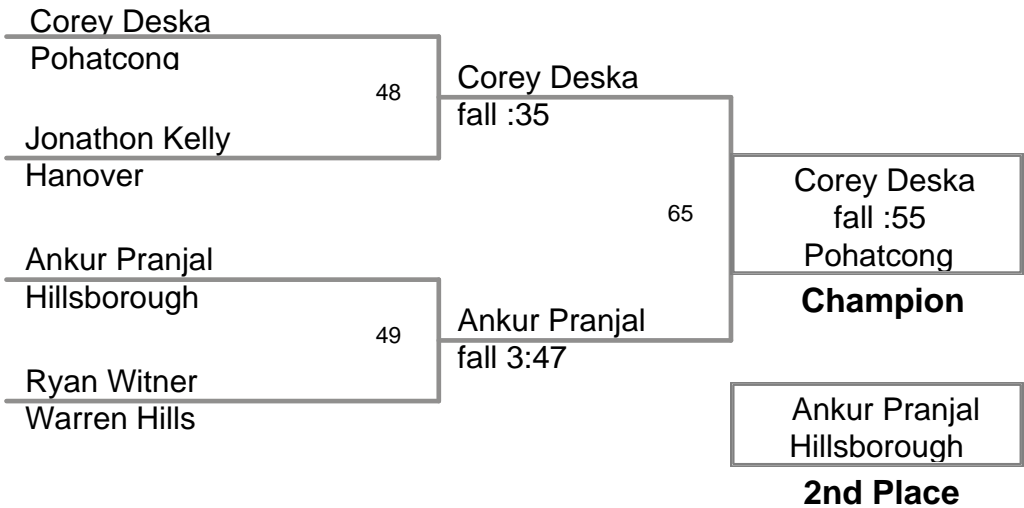 Corey Deska
Pohatcong
48
Jonathon Kelly
Hanover
Corey Deska
fall :35
Ankur Pranjal
Hillsborough
49
Ryan Witner
Warren Hills
Ankur Pranjal
fall 3:47
65
Corey Deska
fall :55
Pohatcong
Champion
Ankur Pranjal
Hillsborough
2nd Place